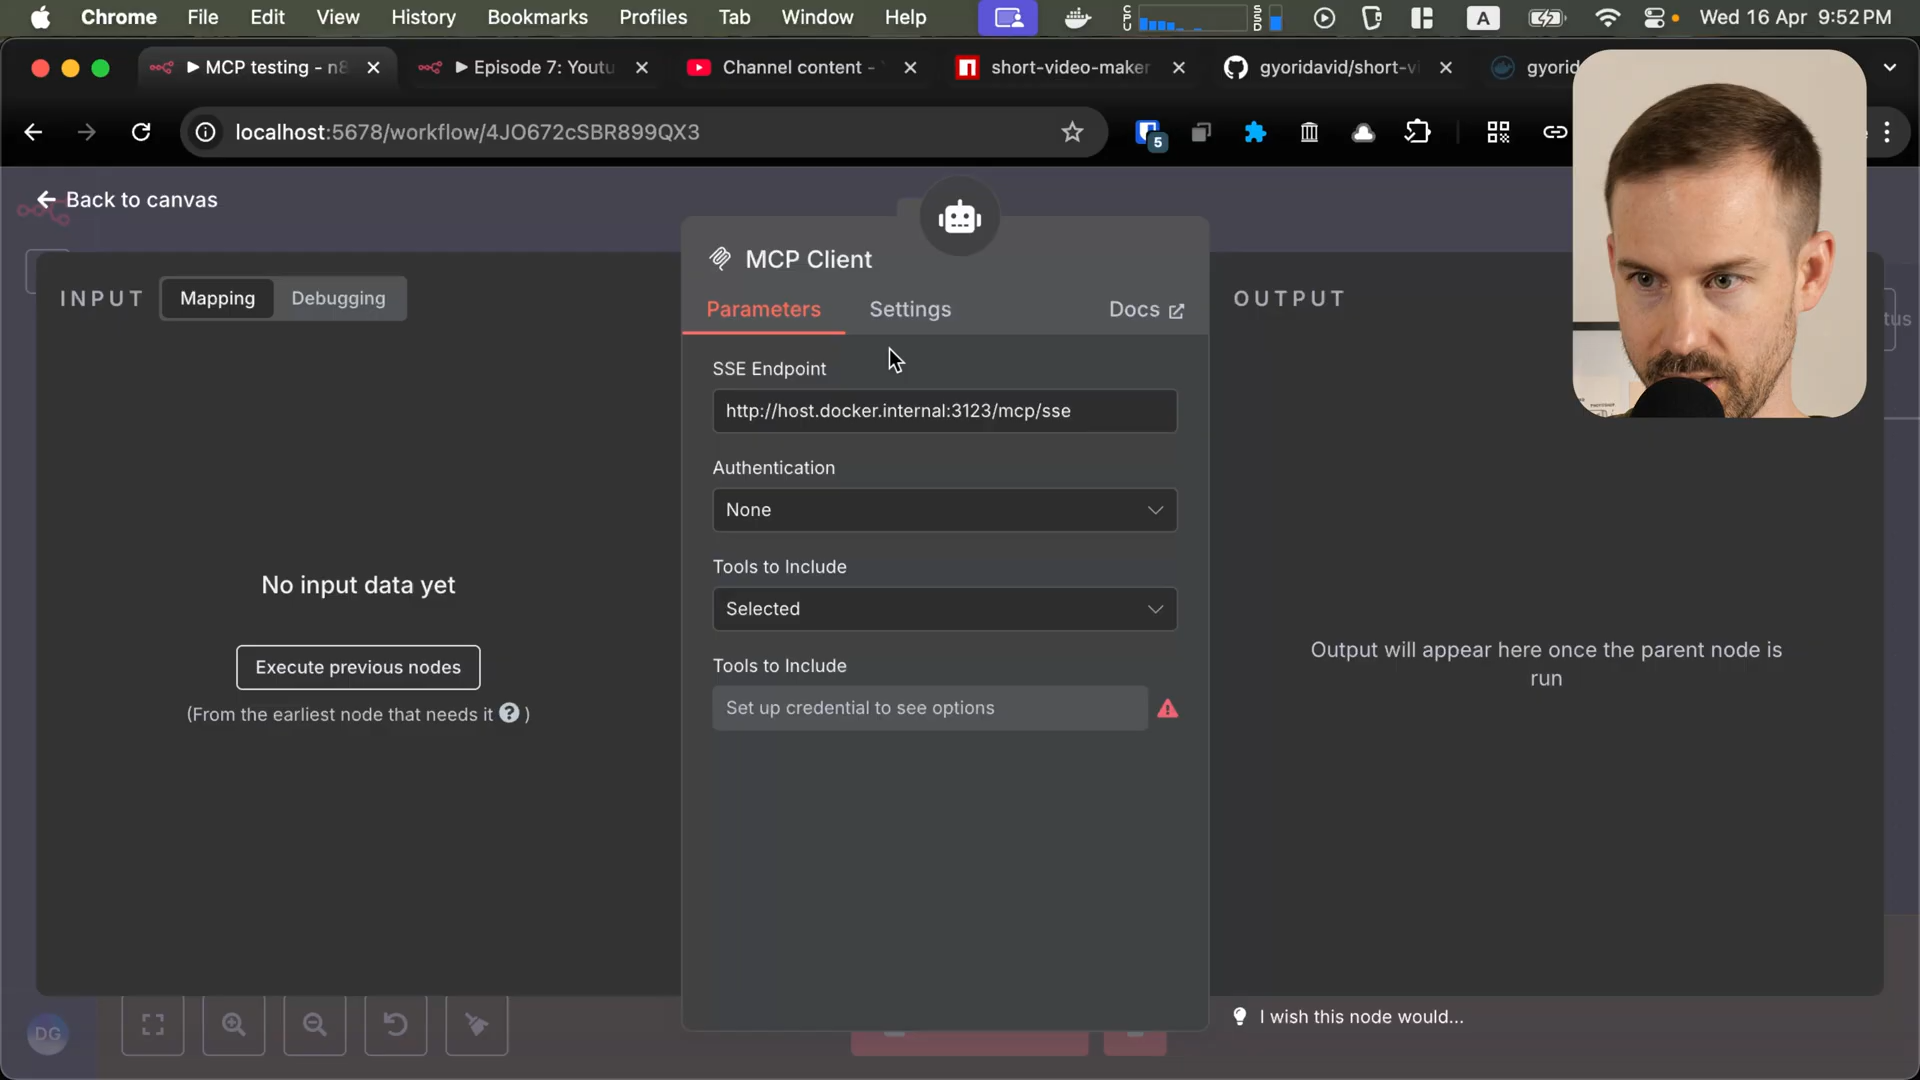 Chrome File Edit View History Bookmarks Profiles Tab Window Help CPU SSD A Wed 16 Apr 9:52 PM
MCP testing - n8 Episode 7: Youtu Channel content - short-video-maker gyoridavid/short-vi gyorid
localhost:5678/workflow/4JO672cSBR899QX3 5
Back to canvas
MCP Client
INPUT Mapping Debugging
Parameters Settings Docs
OUTPUT
tus
SSE Endpoint
http://host.docker.internal:3123/mcp/sse
Authentication
None
Tools to Include
Selected
Tools to Include
Set up credential to see options
No input data yet
Execute previous nodes
(From the earliest node that needs it ? )
Output will appear here once the parent node is
run
I wish this node would...
DG